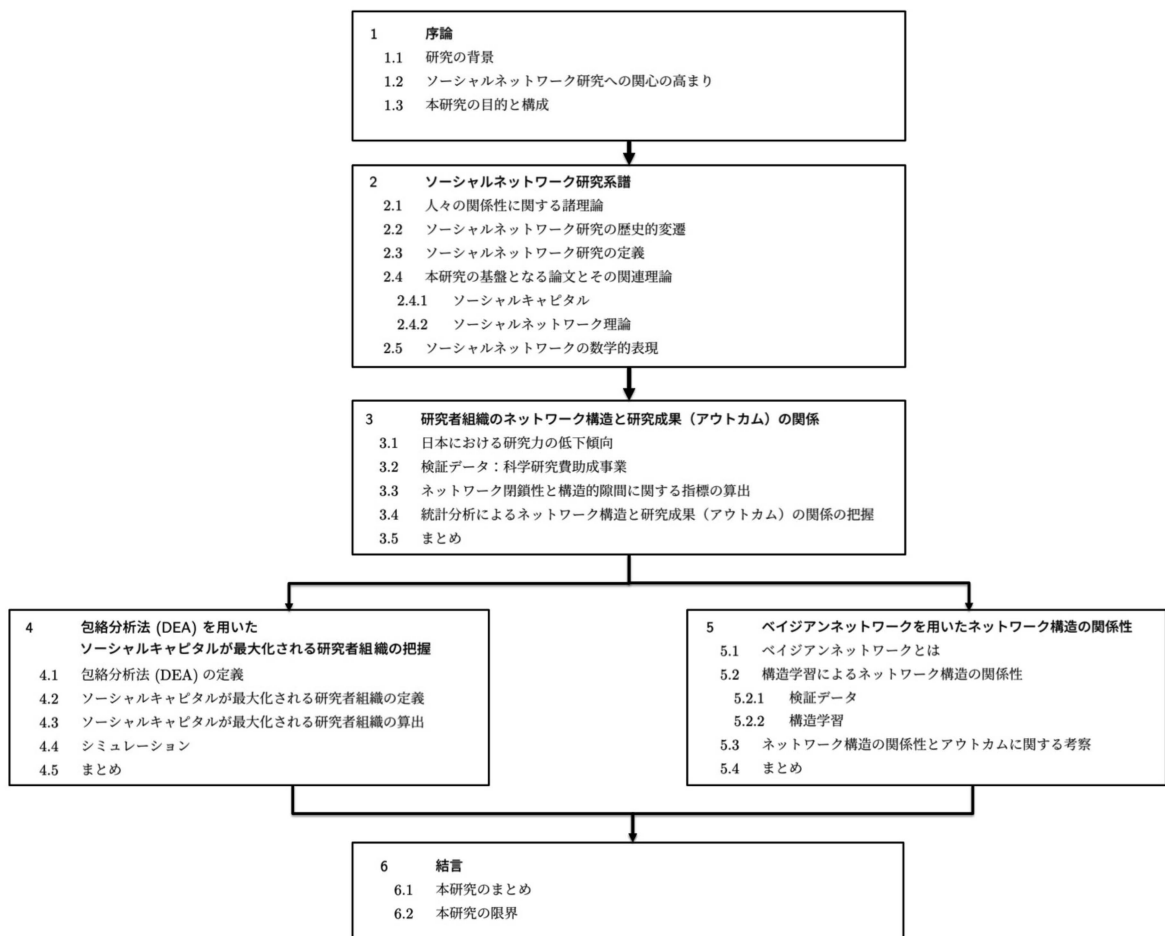 1 序論
1.1 研究の背景
1.2 ソーシャルネットワーク研究への関心の高まり
1.3 本研究の目的と構成
2 ソーシャルネットワーク研究系譜
2.1 人々の関係性に関する諸理論
2.2 ソーシャルネットワーク研究の歴史的変遷
2.3 ソーシャルネットワーク研究の定義
2.4 本研究の基盤となる論文とその関連理論
2.4.1 ソーシャルキャピタル
2.4.2 ソーシャルネットワーク理論
2.5 ソーシャルネットワークの数学的表現
3 研究者組織のネットワーク構造と研究成果（アウトカム）の関係
3.1 日本における研究力の低下傾向
3.2 検証データ：科学研究費助成事業
3.3 ネットワーク閉鎖性と構造的隙間に関する指標の算出
3.4 統計分析によるネットワーク構造と研究成果（アウトカム）の関係の把握
3.5 まとめ
4 包絡分析法 (DEA) を用いた
ソーシャルキャピタルが最大化される研究者組織の把握
4.1 包絡分析法 (DEA) の定義
4.2 ソーシャルキャピタルが最大化される研究者組織の定義
4.3 ソーシャルキャピタルが最大化される研究者組織の算出
4.4 シミュレーション
4.5 まとめ
5 ベイジアンネットワークを用いたネットワーク構造の関係性
5.1 ベイジアンネットワークとは
5.2 構造学習によるネットワーク構造の関係性
5.2.1 検証データ
5.2.2 構造学習
5.3 ネットワーク構造の関係性とアウトカムに関する考察
5.4 まとめ
6 結言
6.1 本研究のまとめ
6.2 本研究の限界